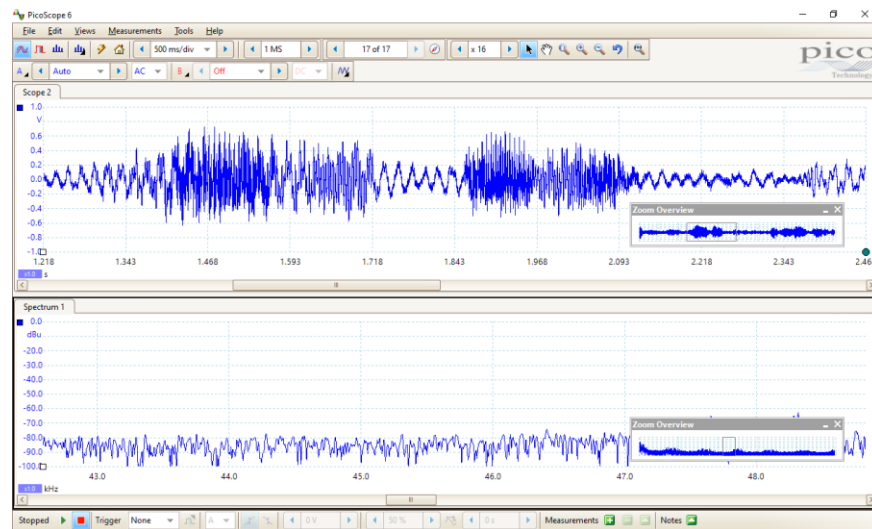 PicoScope 6
File Edit Views Measurements Tools Help
500 ms/div 1 MS 17 of 17 x 16
pico
Technology
A Auto AC B Off DC
Scope 2
1.0
V
0.6
0.4
0.2
0.0
-0.2
-0.4
-0.6
-0.8
-1.0
1.218 1.343 1.468 1.593 1.718 1.843 1.968 2.093 2.218 2.343 2.46
x1.0 s
Zoom Overview
Spectrum 1
0.0
dBu
-20.0
-30.0
-40.0
-50.0
-60.0
-70.0
-80.0
-90.0
-100.0
43.0 44.0 45.0 46.0 47.0 48.0
x1.0 kHz
Zoom Overview
Stopped Trigger None A 0 V 50 % 0 s Measurements Notes